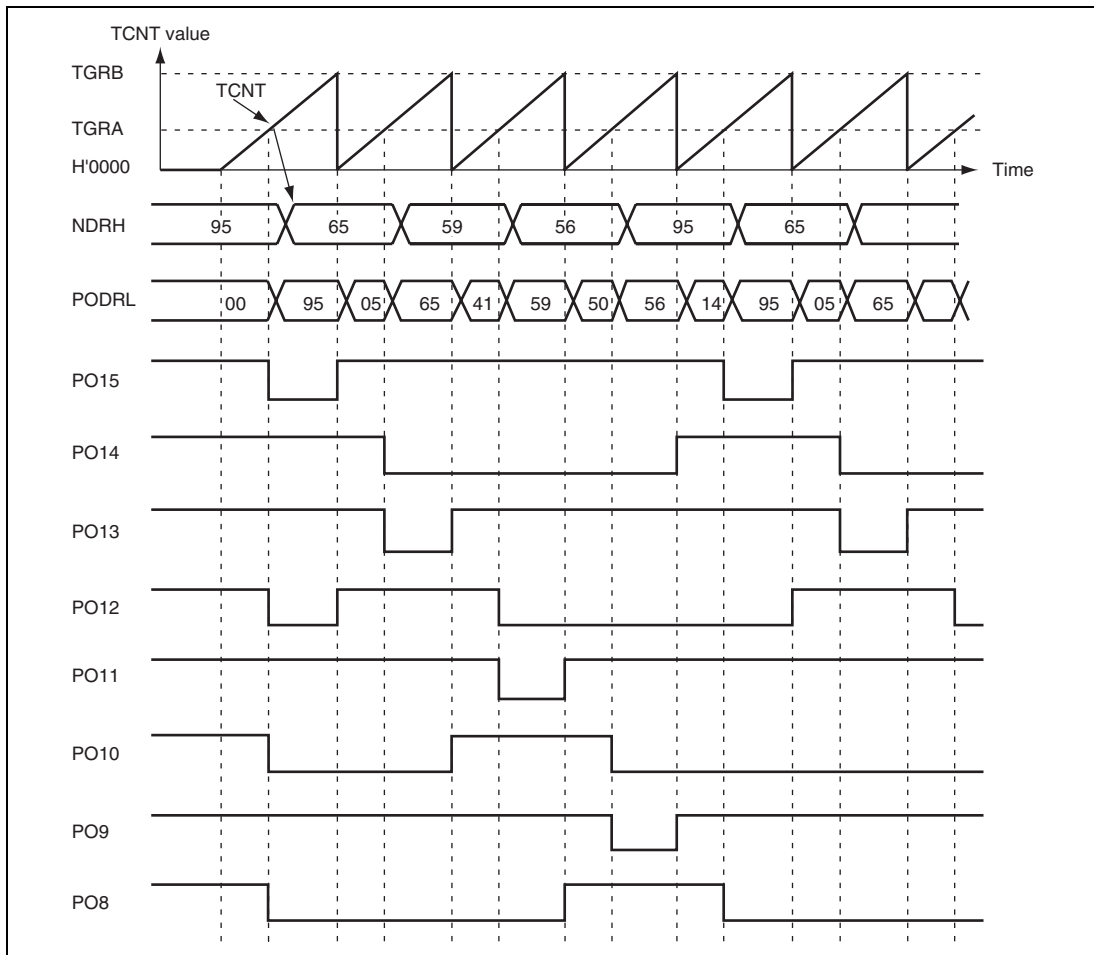 TCNT value
TGRB
TCNT
TGRA
H'0000
Time
NDRH
95 65 59 56 95 65
PODRL
00 95 05 65 41 59 50 56 14 95 05 65
PO15
PO14
PO13
PO12
PO11
PO10
PO9
PO8